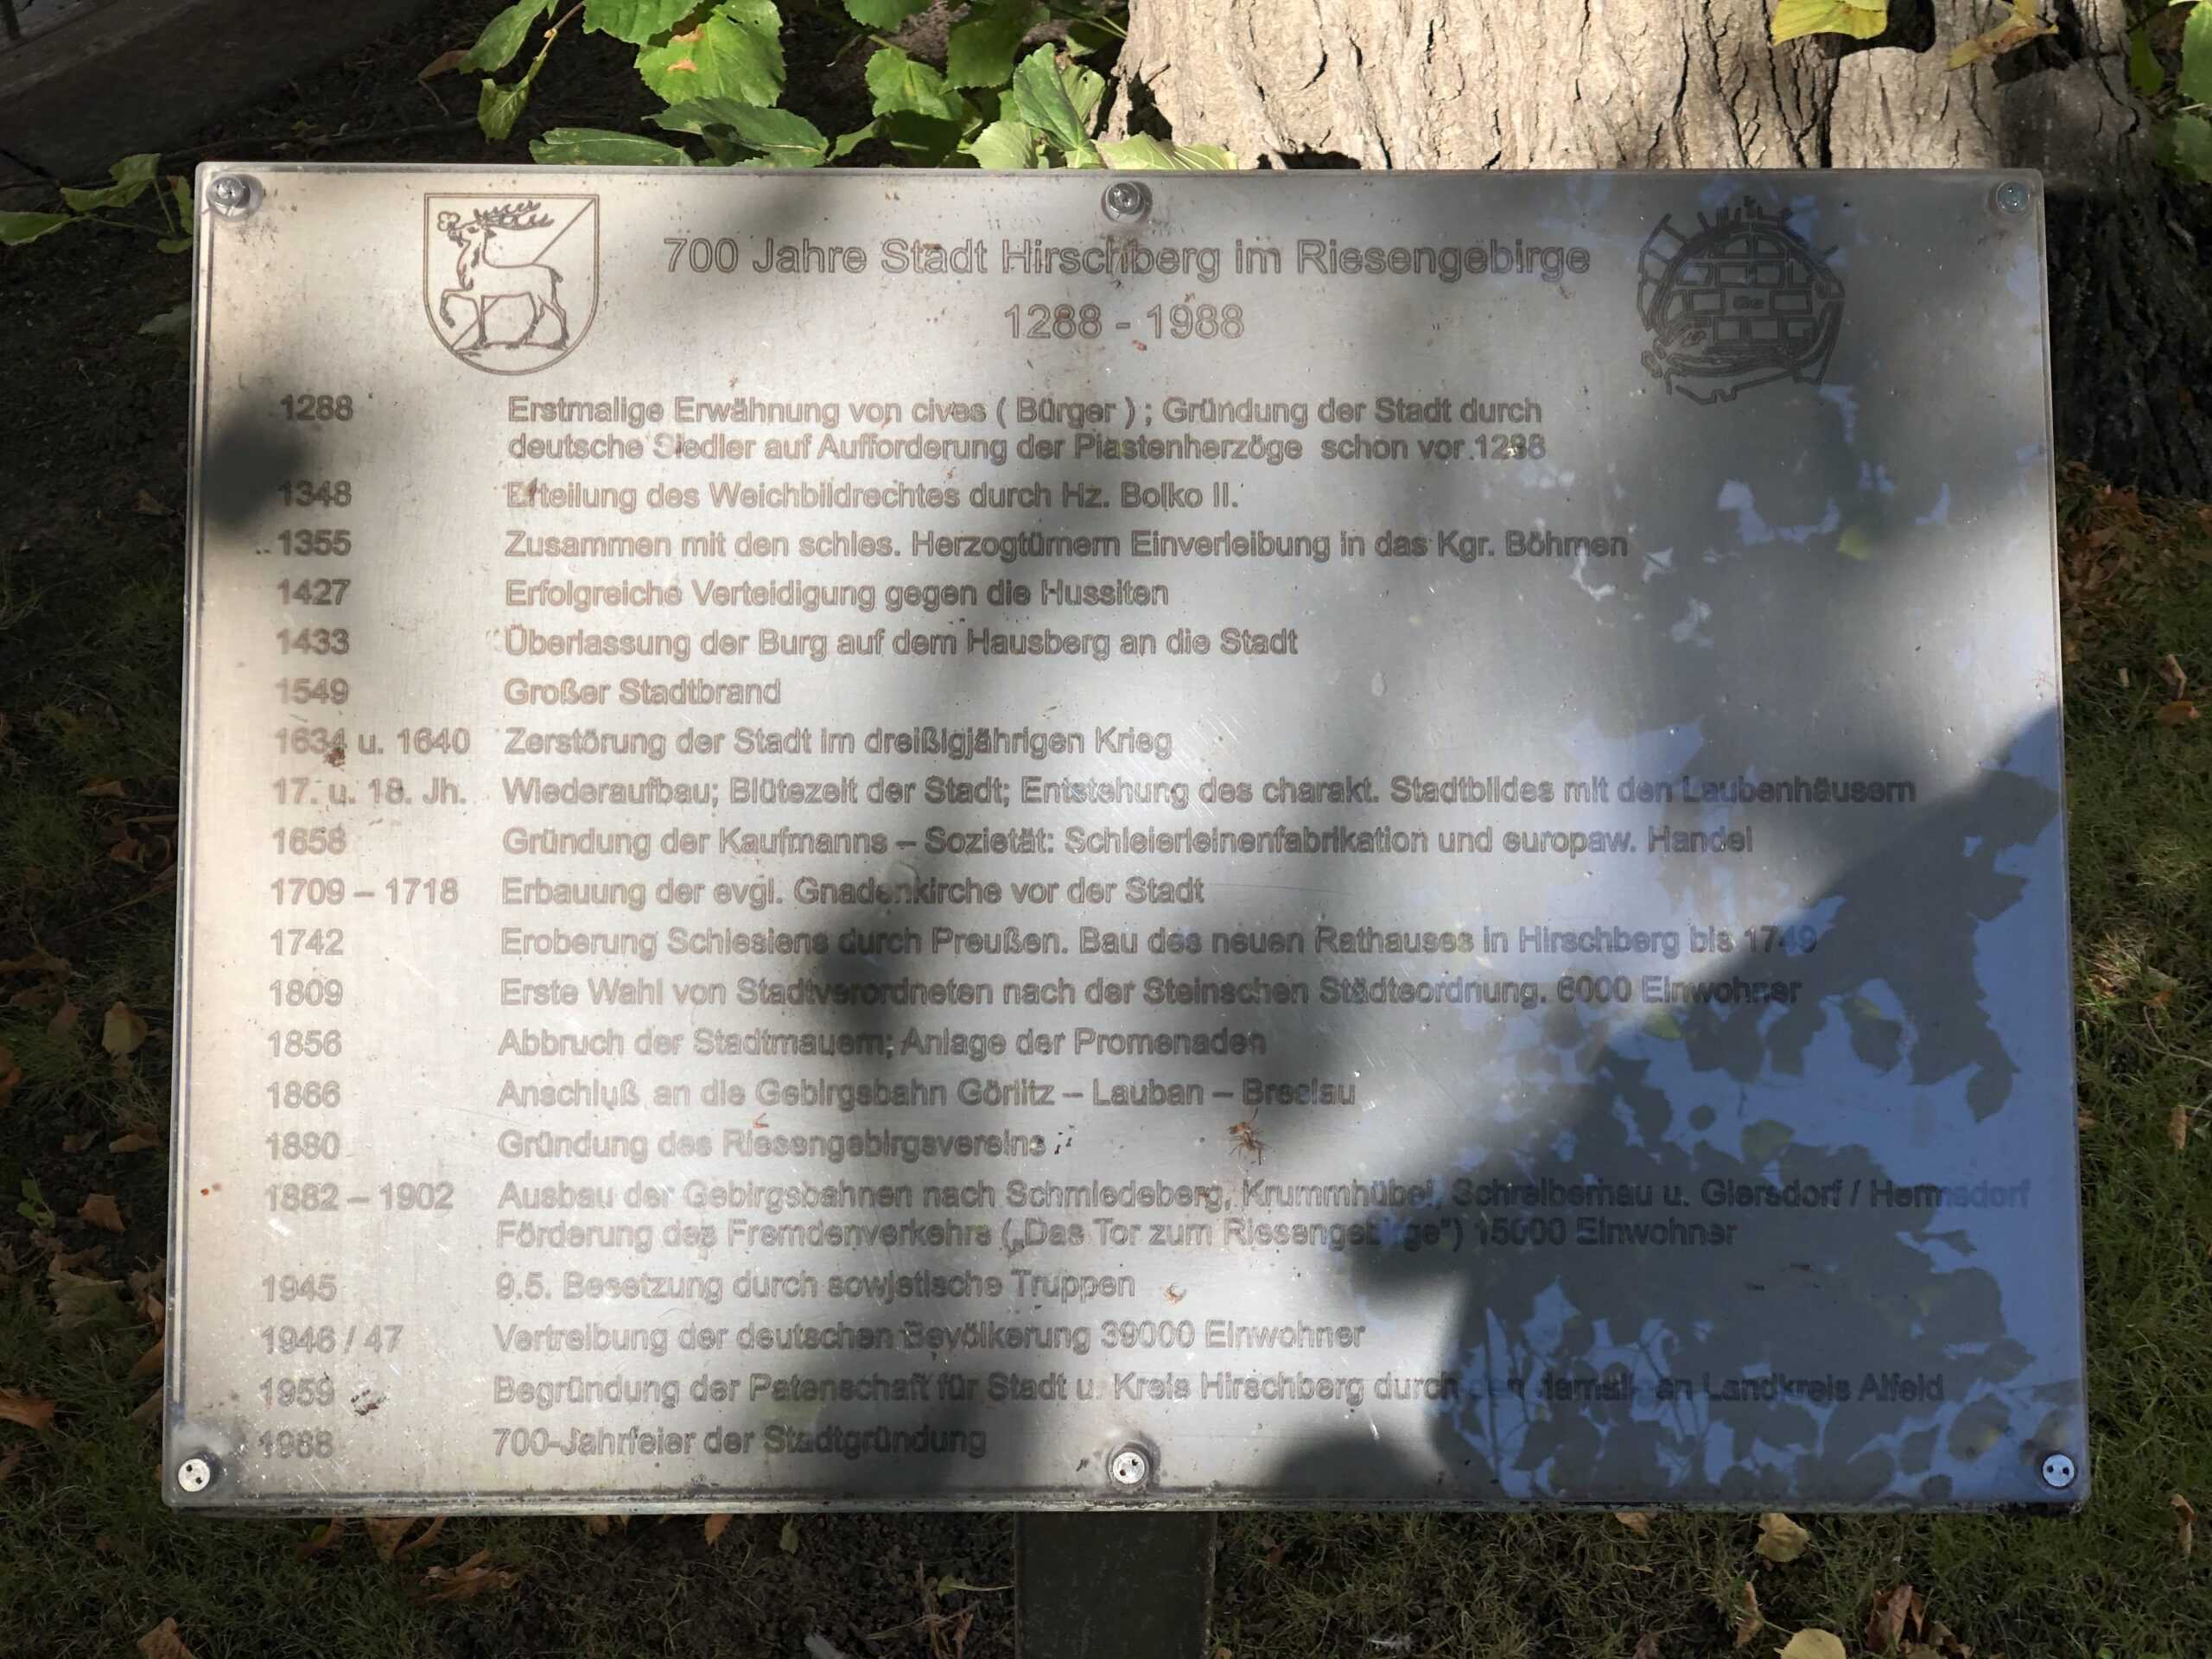 700 Jahre Stadt Hirschberg im Riesengebirge
1288 - 1988
1288 Erstmalige Erwähnung von cives ( Bürger ) ; Gründung der Stadt durch
deutsche Siedler auf Aufforderung der Piastenherzöge schon vor 1288
1348 Erteilung des Weichbildrechtes durch Hz. Bolko II.
1355 Zusammen mit den schles. Herzogtümern Einverleibung in das Kgr. Böhmen
1427 Erfolgreiche Verteidigung gegen die Hussiten
1433 Überlassung der Burg auf dem Hausberg an die Stadt
1549 Großer Stadtbrand
1634 u. 1640 Zerstörung der Stadt im dreißigjährigen Krieg
17. u. 18. Jh. Wiederaufbau; Blütezeit der Stadt; Entstehung des charakt. Stadtbildes mit den Laubenhäusern
1658 Gründung der Kaufmanns – Sozietät: Schleierleinenfabrikation und europaw. Handel
1709 – 1718 Erbauung der evgl. Gnadenkirche vor der Stadt
1742 Eroberung Schlesiens durch Preußen. Bau des neuen Rathauses in Hirschberg bis 1749
1809 Erste Wahl von Stadtverordneten nach der Steinschen Städteordnung. 6000 Einwohner
1856 Abbruch der Stadtmauern; Anlage der Promenaden
1866 Anschluß an die Gebirgsbahn Görlitz – Lauban – Breslau
1880 Gründung des Riesengebirgsvereins
1882 – 1902 Ausbau der Gebirgsbahnen nach Schmiedeberg, Krummhübel, Schreiberhau u. Giersdorf / Hermsdorf
Förderung des Fremdenverkehrs („Das Tor zum Riesengebirge“) 15000 Einwohner
1945 9.5. Besetzung durch sowjetische Truppen
1946 / 47 Vertreibung der deutschen Bevölkerung 39000 Einwohner
1959 Begründung der Patenschaft für Stadt u. Kreis Hirschberg durch den damaligen Landkreis Alfeld
1988 700-Jahrfeier der Stadtgründung